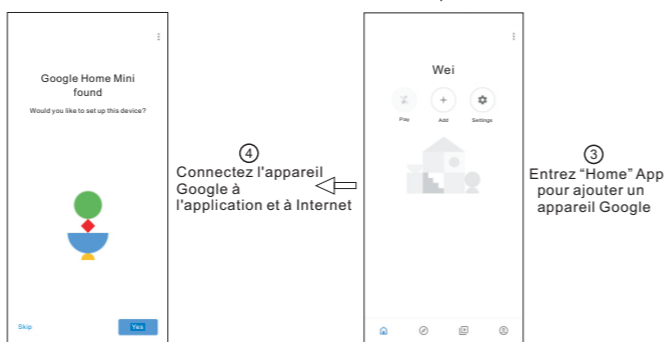 Google Home Mini
found
Would you like to set up this device?
Skip
Yes
④
Connectez l'appareil
Google à
l'application et à Internet
Wei
Play
Add
Settings
③
Entrez “Home” App
pour ajouter un
appareil Google